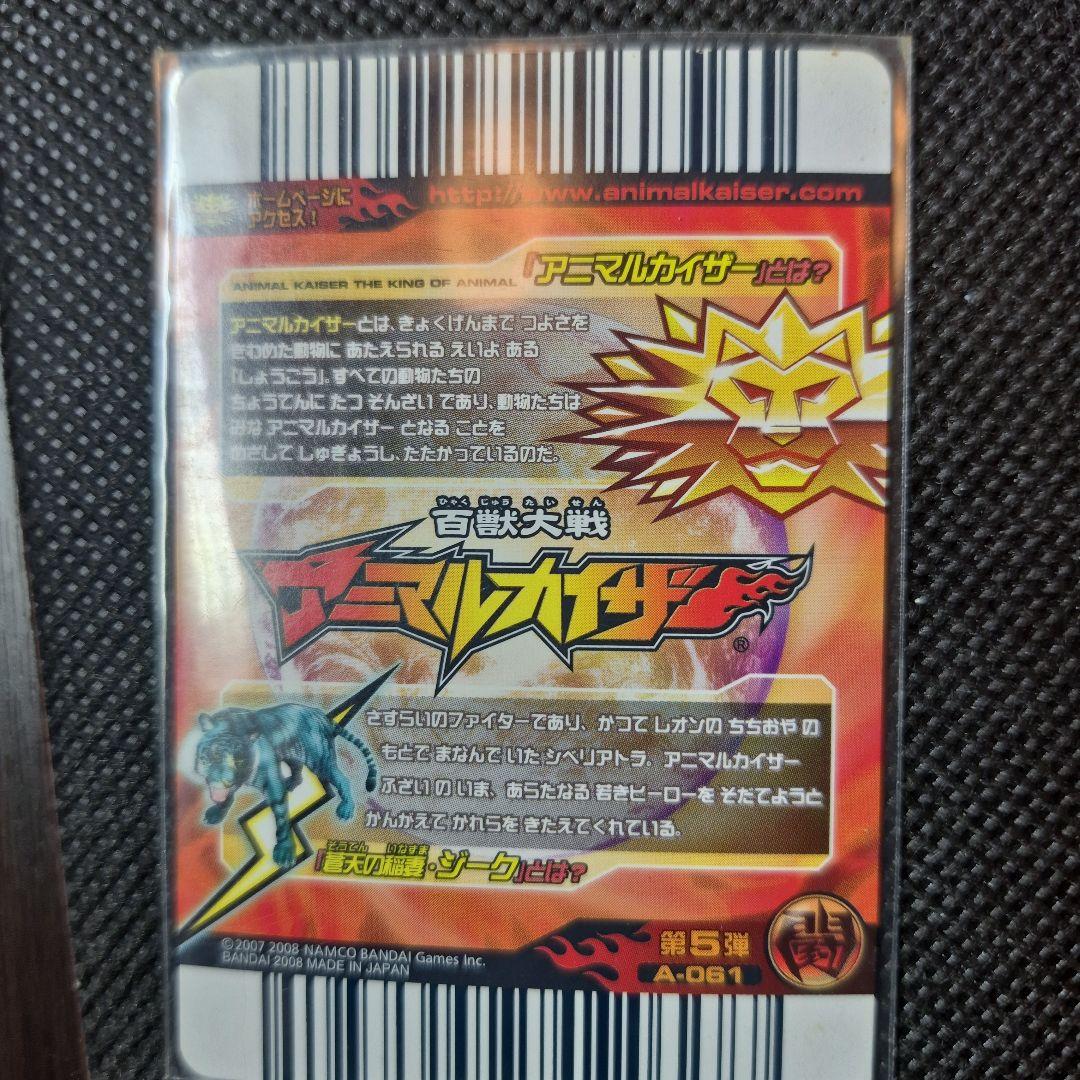 ホームページに
アクセス!
http://www.animalkaiser.com
ANIMAL KAISER THE KING OF ANIMAL
「アニマルカイザー」とは?
アニマルカイザーとは、きょくげんまで つよさを
きわめた動物に あたえられる えいよ ある
「しょうごう」。すべての動物たちの
ちょうてんに たつ そんざい であり、動物たちは
みな アニマルカイザー となる ことを
めざして しゅぎょうし、たたかっているのだ。
ひゃく じゅう たい せん
百獣大戦
アニマルカイザー
®
さすらいのファイターであり、かつて レオンの ちちおや の
もとで まなんで いた シベリアトラ。アニマルカイザー
ふざい の いま、あらたなる 若きヒーローを そだてようと
かんがえて かれらを きたえてくれている。
そうてん いなずま
「蒼天の稲妻・ジーク」とは?
©2007 2008 NAMCO BANDAI Games Inc.
BANDAI 2008 MADE IN JAPAN
第5弾
A-061
闘